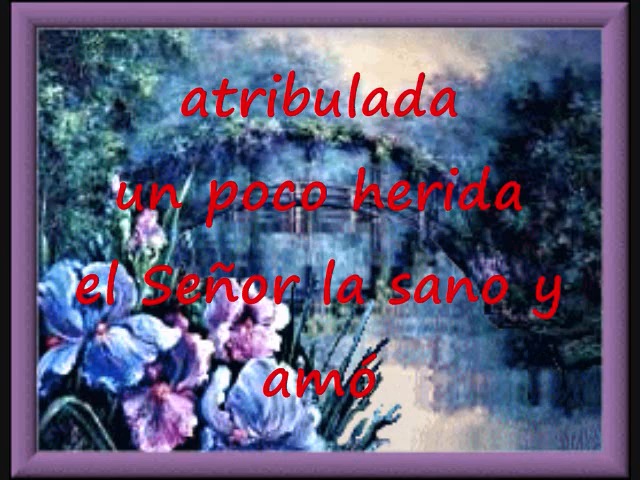 atribulada
un poco herida
el Señor la sano y
amó